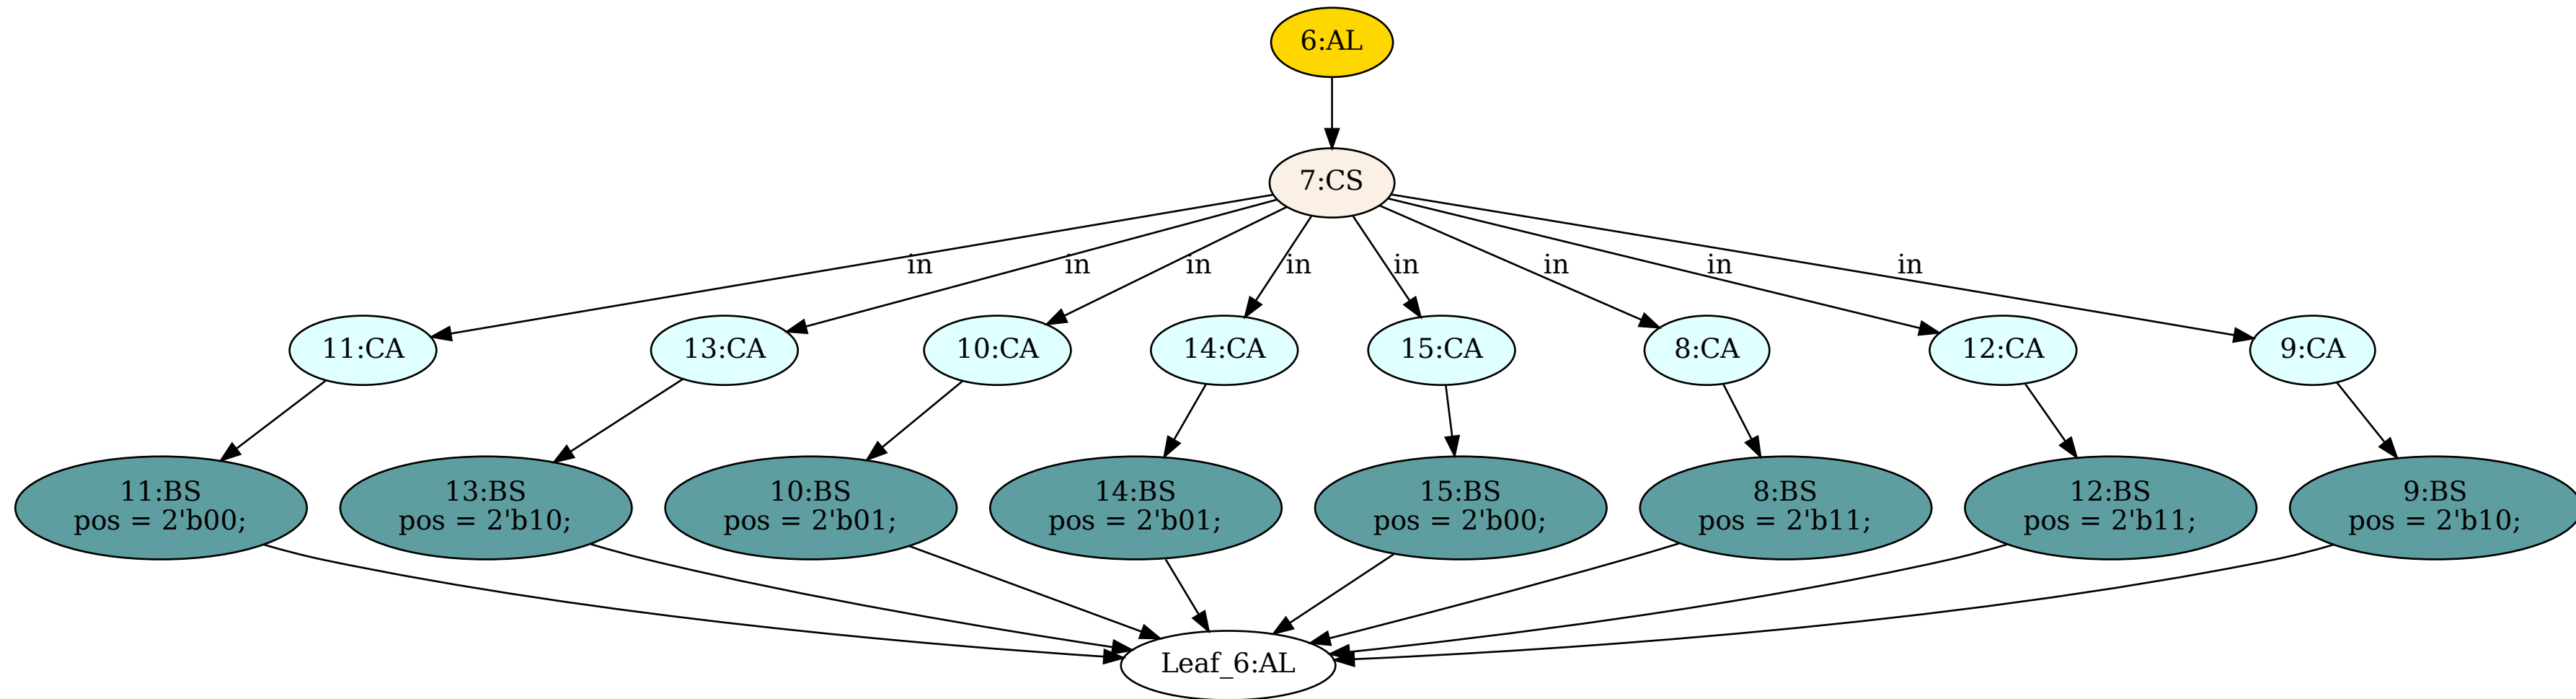 6:AL
7:CS
in in in in in in in in
11:CA 13:CA 10:CA 14:CA 15:CA 8:CA 12:CA 9:CA
11:BS
pos = 2'b00;
13:BS
pos = 2'b10;
10:BS
pos = 2'b01;
14:BS
pos = 2'b01;
15:BS
pos = 2'b00;
8:BS
pos = 2'b11;
12:BS
pos = 2'b11;
9:BS
pos = 2'b10;
Leaf_6:AL